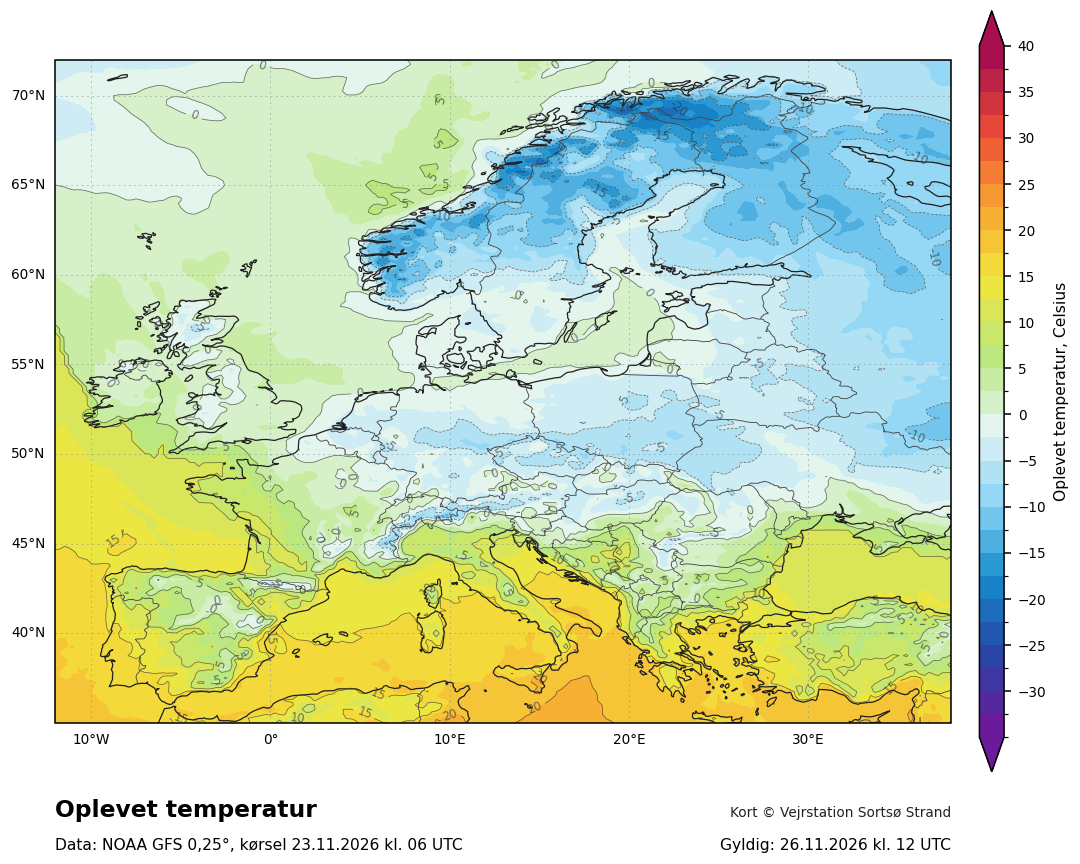 70°N
65°N
60°N
55°N
50°N
45°N
40°N
10°W
0°
10°E
20°E
30°E
40
35
30
25
20
15
10
5
0
−5
−10
−15
−20
−25
−30
Oplevet temperatur, Celsius
Oplevet temperatur
Kort © Vejrstation Sortsø Strand
Data: NOAA GFS 0,25°, kørsel 23.11.2026 kl. 06 UTC
Gyldig: 26.11.2026 kl. 12 UTC